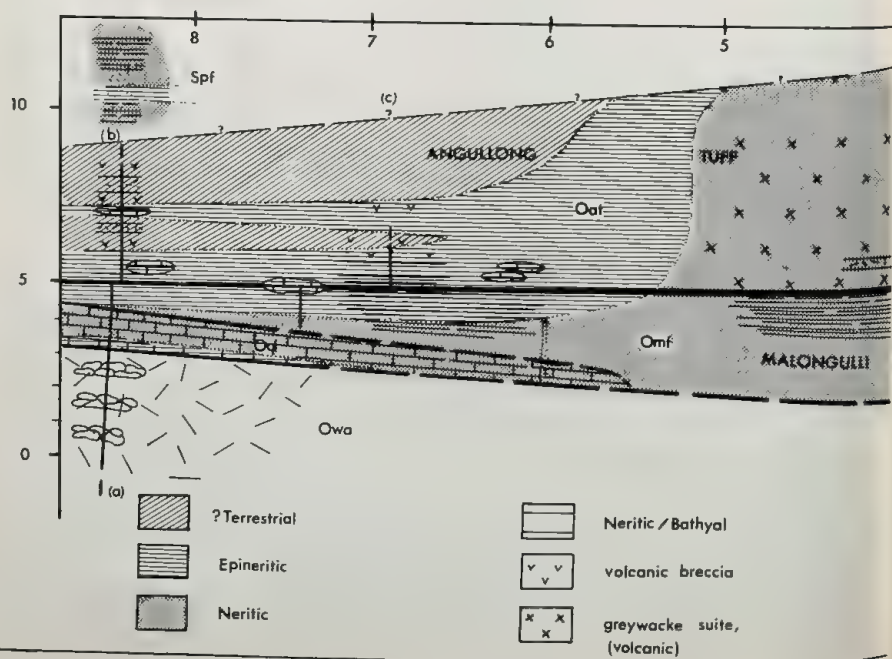 8
7
6
5
Spf
10
?
(c)
?
?
?
(b)
ANGULLONG
TUFF
Oat
5
Omf
MALONGULLI
Owa
0
(a)
? Terrestrial
Neritic / Bathyal
Epineritic
volcanic breccia
Neritic
greywacke suite,
(volcanic)